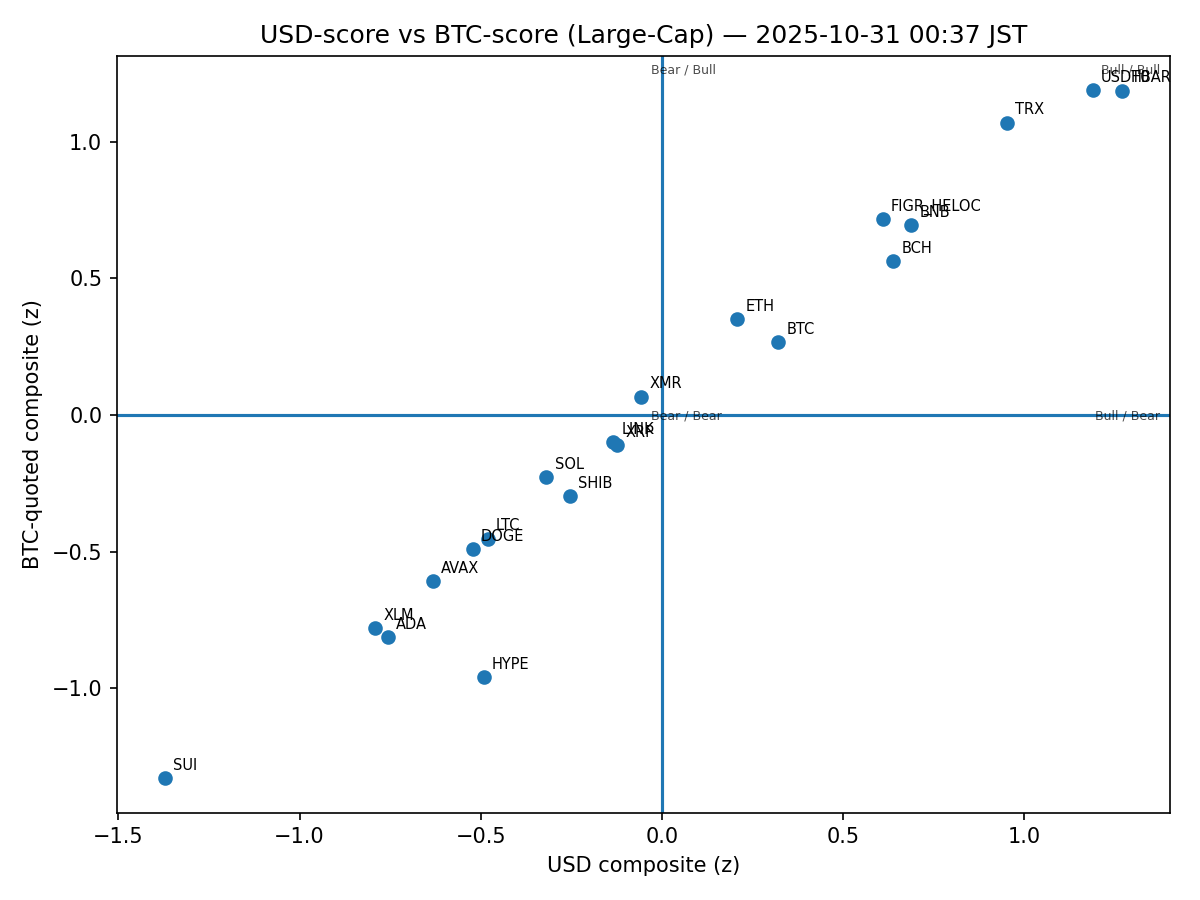 USD-score vs BTC-score (Large-Cap) — 2025-10-31 00:37 JST
Bear / Bull
Bull / Bull
HBAR
TRX
1.0
FIGR_HELOC
BNB
BCH
0.5
ETH
BTC
XMR
0.0
Bear / Bear
Bull / Bear
LINK
XRP
SOL
SHIB
LTC
DOGE
−0.5
AVAX
XLM
ADA
HYPE
−1.0
SUI
−1.5
−1.0
−0.5
0.0
0.5
1.0
USD composite (z)
BTC-quoted composite (z)